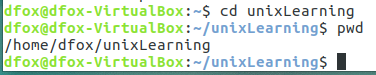 dfox@dfox-VirtualBox:~$ cd unixLearning
dfox@dfox-VirtualBox:~/unixLearning$ pwd
/home/dfox/unixLearning
dfox@dfox-VirtualBox:~/unixLearning$